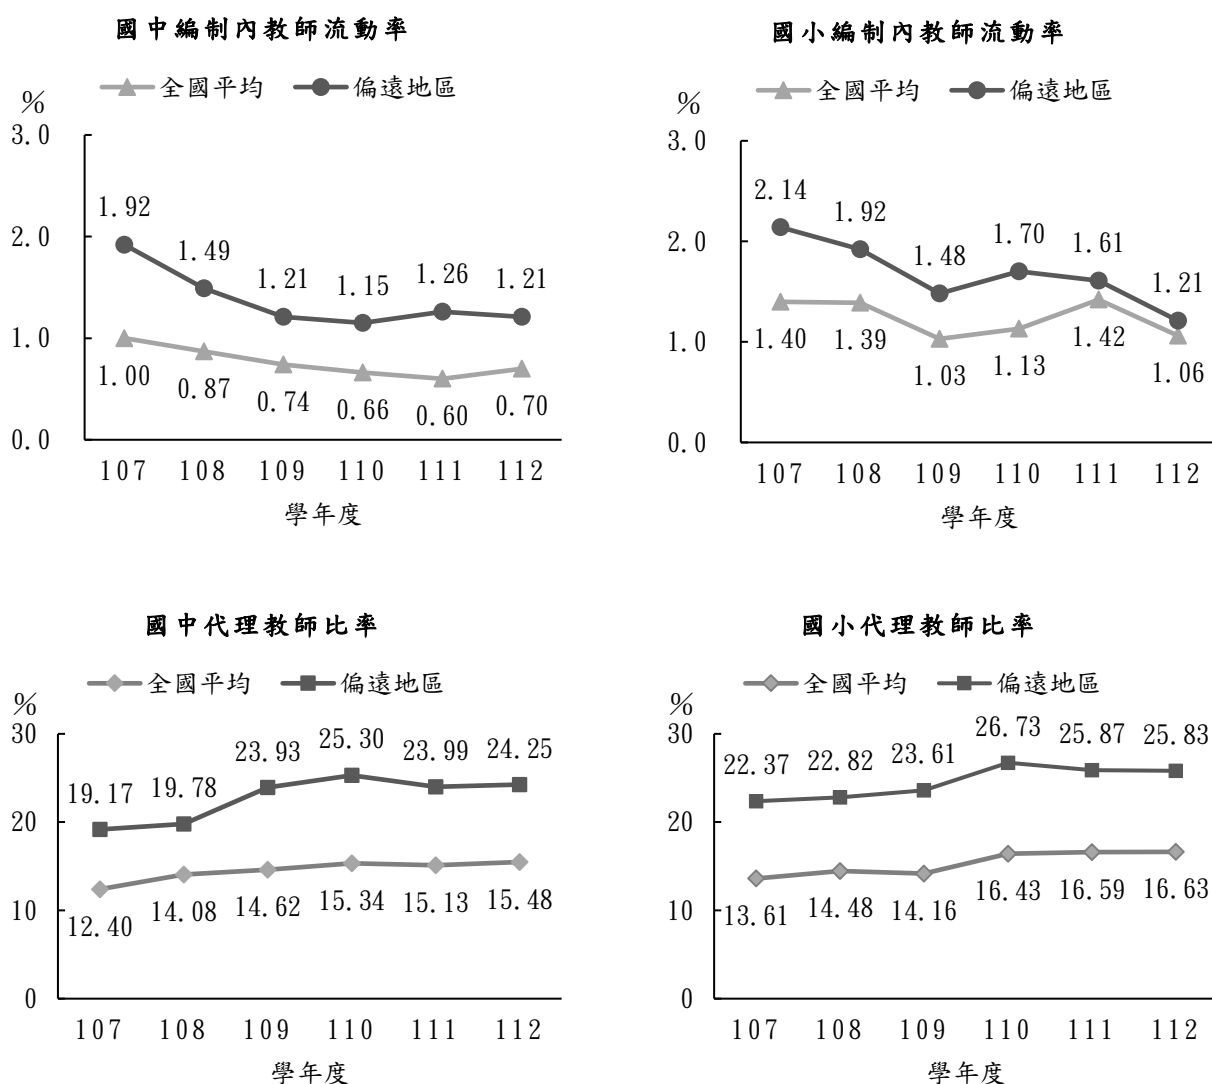 國中編制內教師流動率
全國平均 偏遠地區
%
3.0
2.0
1.0
0.0
1.92 1.49 1.21 1.15 1.26 1.21
1.00 0.87 0.74 0.66 0.60 0.70
107 108 109 110 111 112
學年度
國小編制內教師流動率
全國平均 偏遠地區
%
3.0
2.0
1.0
0.0
2.14 1.92 1.48 1.70 1.61 1.21
1.40 1.39 1.03 1.13 1.42 1.06
107 108 109 110 111 112
學年度
國中代理教師比率
全國平均 偏遠地區
%
30
20
10
0
19.17 19.78 23.93 25.30 23.99 24.25
12.40 14.08 14.62 15.34 15.13 15.48
107 108 109 110 111 112
學年度
國小代理教師比率
全國平均 偏遠地區
%
30
20
10
0
22.37 22.82 23.61 26.73 25.87 25.83
13.61 14.48 14.16 16.43 16.59 16.63
107 108 109 110 111 112
學年度